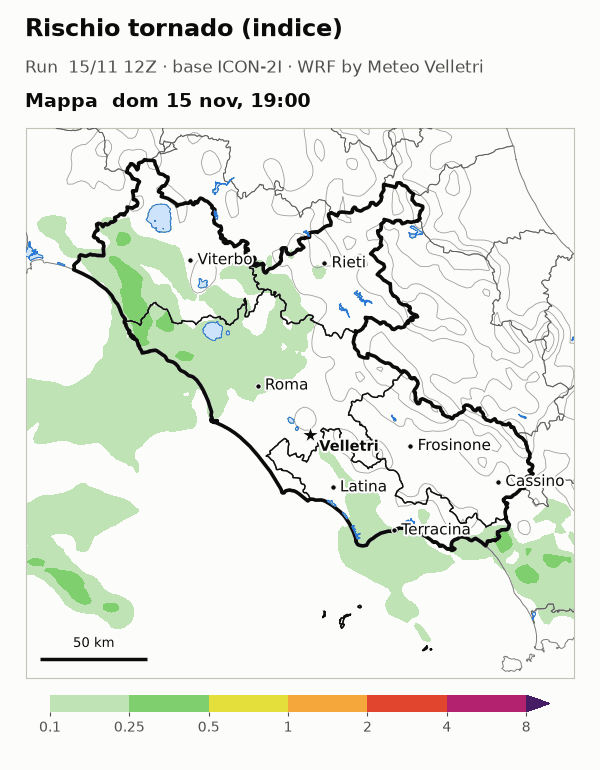 Rischio tornado (indice)
Run  15/11 12Z · base ICON-2I · WRF by Meteo Velletri
Mappa  dom 15 nov, 19:00
Viterbo
Rieti
Roma
Velletri
Frosinone
Latina
Cassino
Terracina
50 km
0.1 0.25 0.5 1 2 4 8